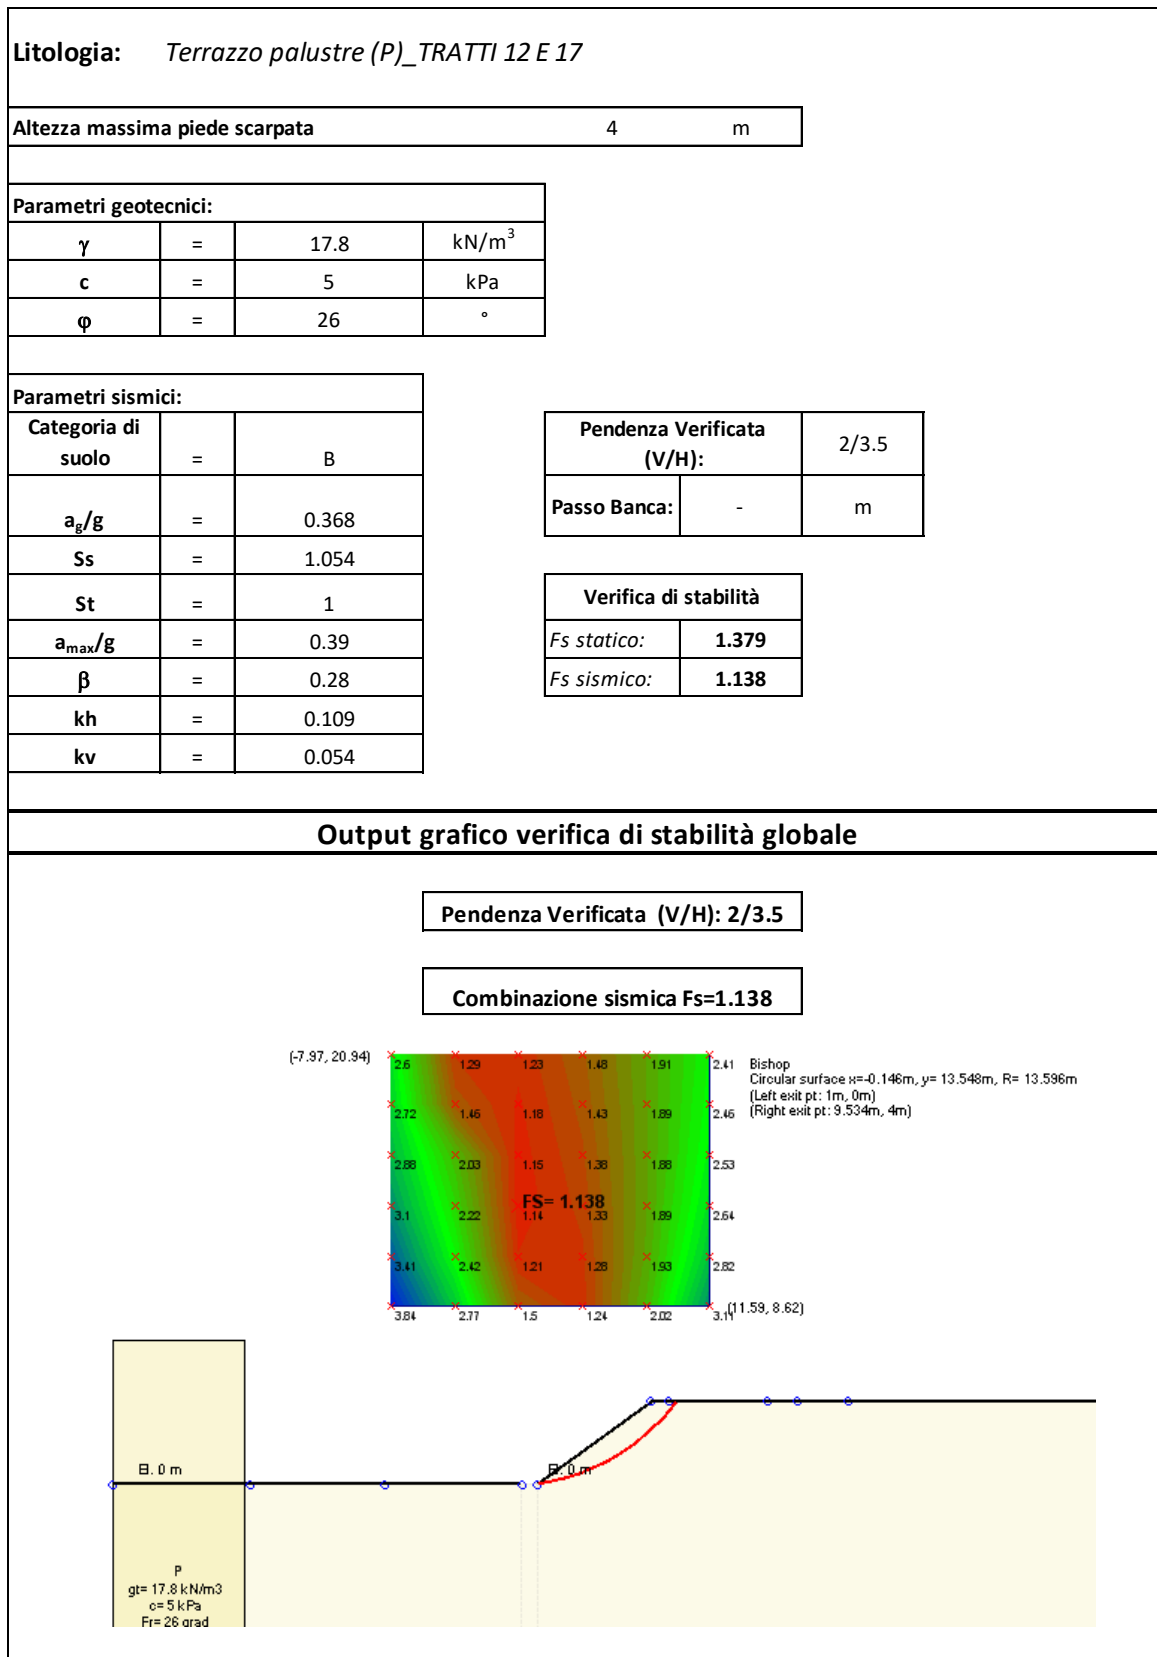 Litologia: Terrazzo palustre (P)_TRATTI 12 E 17
Altezza massima piede scarpata 4 m
Parametri geotecnici:
γ = 17.8 kN/m³
c = 5 kPa
φ = 26 °
Parametri sismici:
Categoria di suolo = B
ag/g = 0.368
Ss = 1.054
St = 1
amax/g = 0.39
β = 0.28
kh = 0.109
kv = 0.054
Pendenza Verificata (V/H): 2/3.5
Passo Banca: - m
Verifica di stabilità
Fs statico: 1.379
Fs sismico: 1.138
Output grafico verifica di stabilità globale
Pendenza Verificata (V/H): 2/3.5
Combinazione sismica Fs=1.138
(-7.97, 20.94)
2.6 1.29 1.23 1.48 1.91 2.41
2.72 1.46 1.18 1.43 1.89 2.46
2.88 2.03 1.15 1.38 1.88 2.53
FS= 1.138
3.1 2.22 1.14 1.33 1.89 2.64
3.41 2.42 1.21 1.28 1.93 2.82
3.84 2.77 1.5 1.24 2.02 3.11
(11.59, 8.62)
Bishop
Circular surface x=-0.146m, y= 13.548m, R= 13.596m
(Left exit pt: 1m, 0m)
(Right exit pt: 9.534m, 4m)
El. 0 m
El. 0 m
P
gt= 17.8 kN/m3
c= 5 kPa
Fr= 26 grad